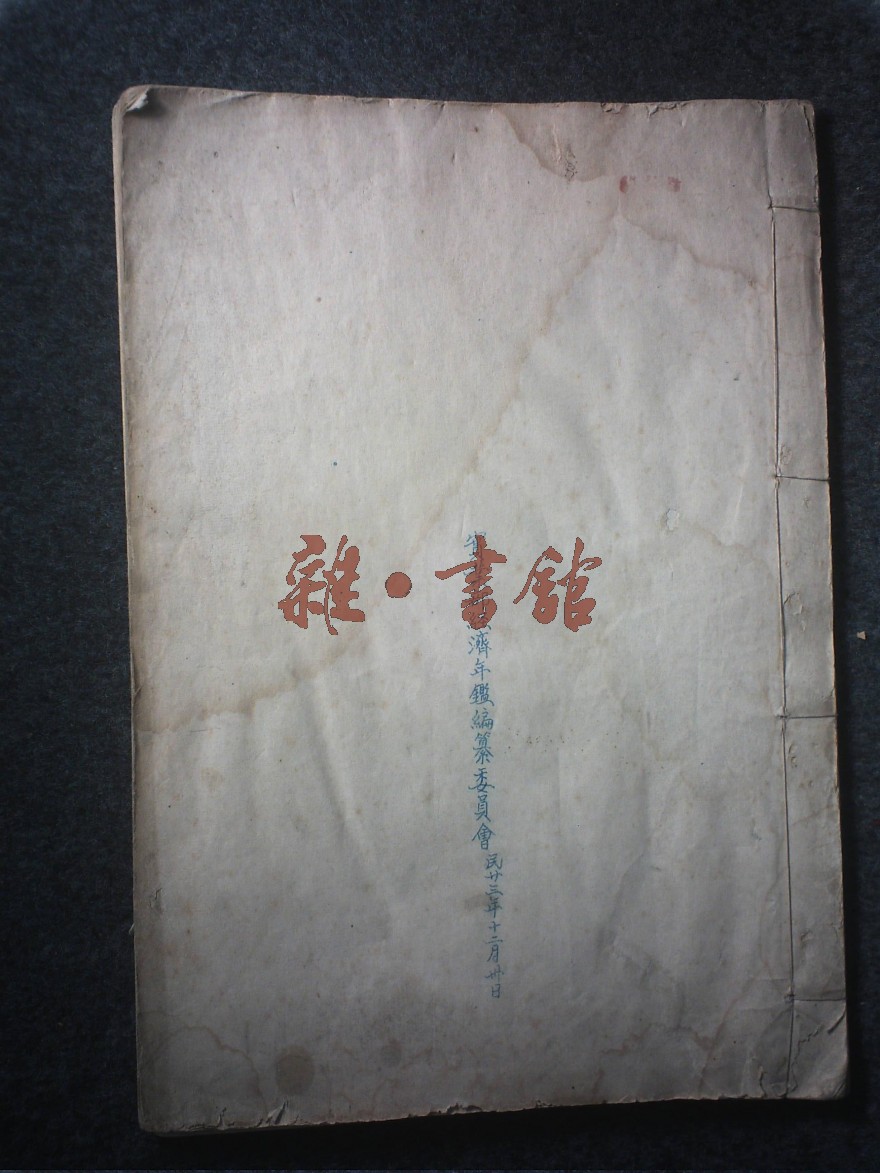 雜·書館
濟年鑑編纂委員會
民廿三年十二月卅日